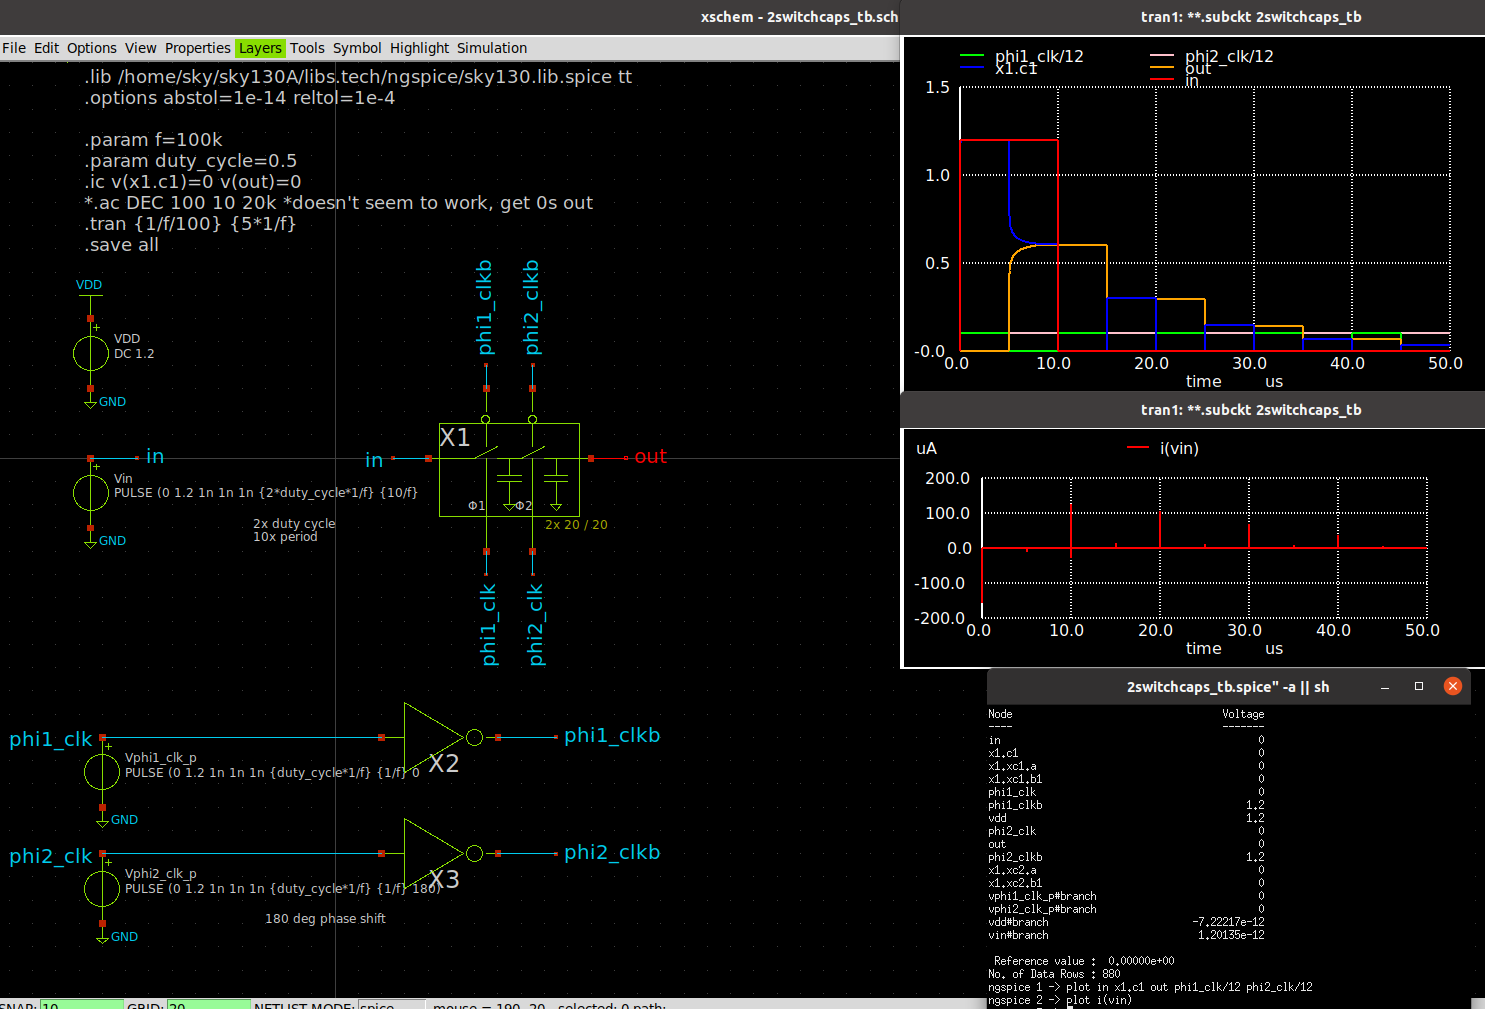 xschem - 2switchcaps_tb.sch
File Edit Options View Properties Layers Tools Symbol Highlight Simulation
.lib /home/sky/sky130A/libs.tech/ngspice/sky130.lib.spice tt
.options abstol=1e-14 reltol=1e-4
.param f=100k
.param duty_cycle=0.5
.ic v(x1.c1)=0 v(out)=0
*.ac DEC 100 10 20k *doesn't seem to work, get 0s out
.tran {1/f/100} {5*1/f}
.save all
VDD
VDD
DC 1.2
GND
in
Vin
PULSE (0 1.2 1n 1n 1n {2*duty_cycle*1/f} {10/f}
2x duty cycle
10x period
GND
phi1_clkb
phi2_clkb
X1
in
out
Φ1
Φ2
2x 20 / 20
phi1_clk
phi2_clk
phi1_clk
Vphi1_clk_p
PULSE (0 1.2 1n 1n 1n {duty_cycle*1/f} {1/f} 0
GND
X2
phi1_clkb
phi2_clk
Vphi2_clk_p
PULSE (0 1.2 1n 1n 1n {duty_cycle*1/f} {1/f} 180)
180 deg phase shift
GND
X3
phi2_clkb
SNAP: 10 GRID: 20 NETLIST MODE: spice mouse = 190 -20 - selected: 0 path:
tran1: **.subckt 2switchcaps_tb
phi1_clk/12 phi2_clk/12
x1.c1 out
in
1.5
1.0
0.5
-0.0
0.0 10.0 20.0 30.0 40.0 50.0
time us
tran1: **.subckt 2switchcaps_tb
uA i(vin)
200.0
100.0
0.0
-100.0
-200.0
0.0 10.0 20.0 30.0 40.0 50.0
time us
2switchcaps_tb.spice" -a || sh
Node Voltage
---- -------
in 0
x1.c1 0
x1.xc1.a 0
x1.xc1.b1 0
phi1_clk 0
phi1_clkb 1.2
vdd 1.2
phi2_clk 0
out 0
phi2_clkb 1.2
x1.xc2.a 0
x1.xc2.b1 0
vphi1_clk_p#branch 0
vphi2_clk_p#branch 0
vdd#branch -7.22217e-12
vin#branch 1.20135e-12
Reference value : 0.00000e+00
No. of Data Rows : 880
ngspice 1 -> plot in x1.c1 out phi1_clk/12 phi2_clk/12
ngspice 2 -> plot i(vin)